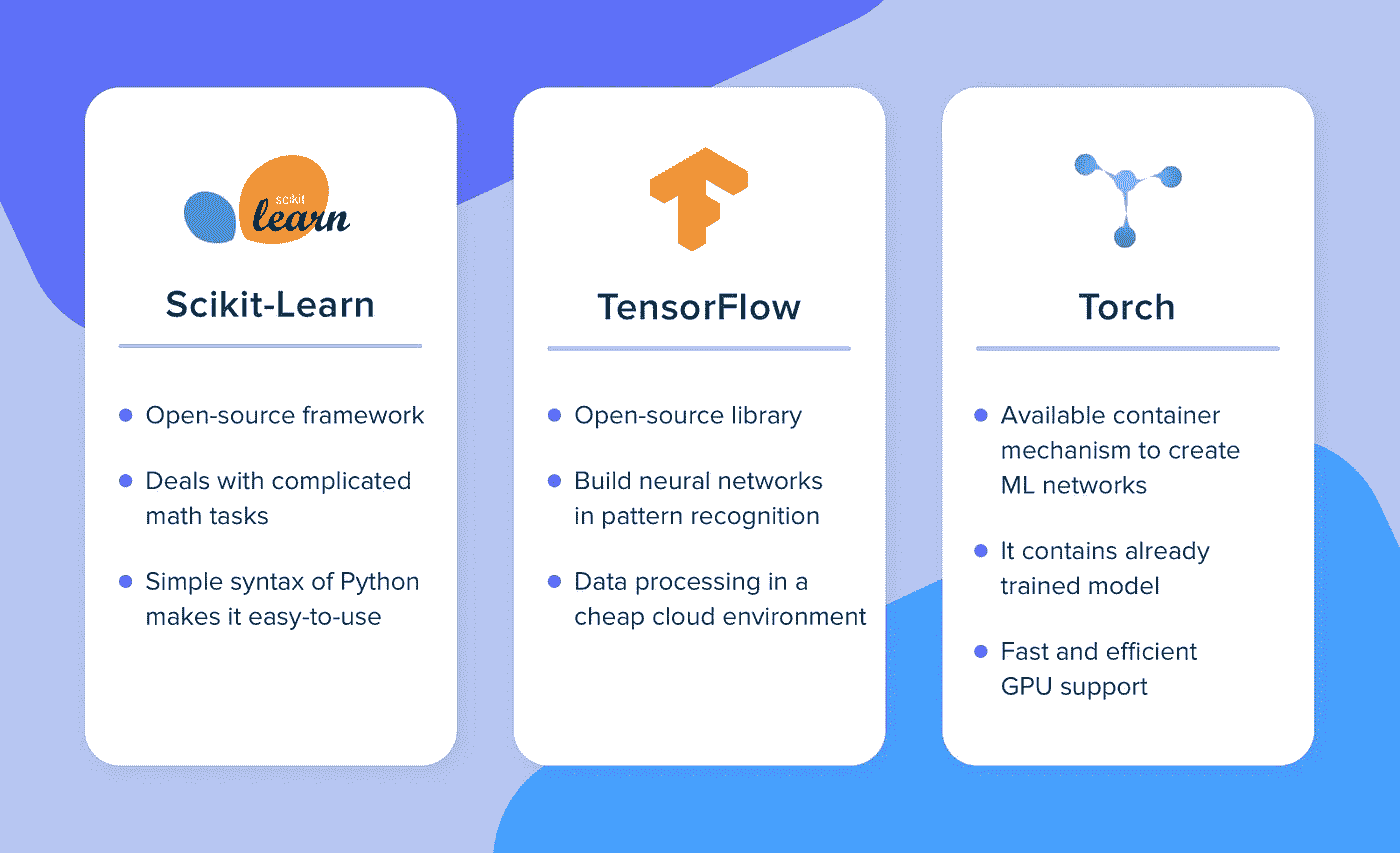 scikit
learn
Scikit-Learn
Open-source framework
Deals with complicated
math tasks
Simple syntax of Python
makes it easy-to-use
TensorFlow
Open-source library
Build neural networks
in pattern recognition
Data processing in a
cheap cloud environment
Torch
Available container
mechanism to create
ML networks
It contains already
trained model
Fast and efficient
GPU support